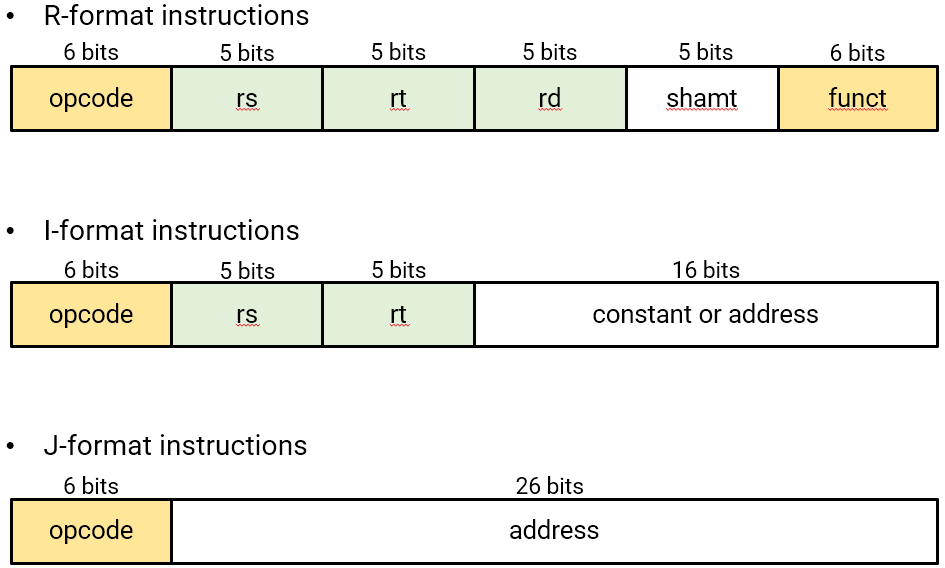 • R-format instructions
6 bits 5 bits 5 bits 5 bits 5 bits 6 bits
opcode rs rt rd shamt funct
• I-format instructions
6 bits 5 bits 5 bits 16 bits
opcode rs rt constant or address
• J-format instructions
6 bits 26 bits
opcode address